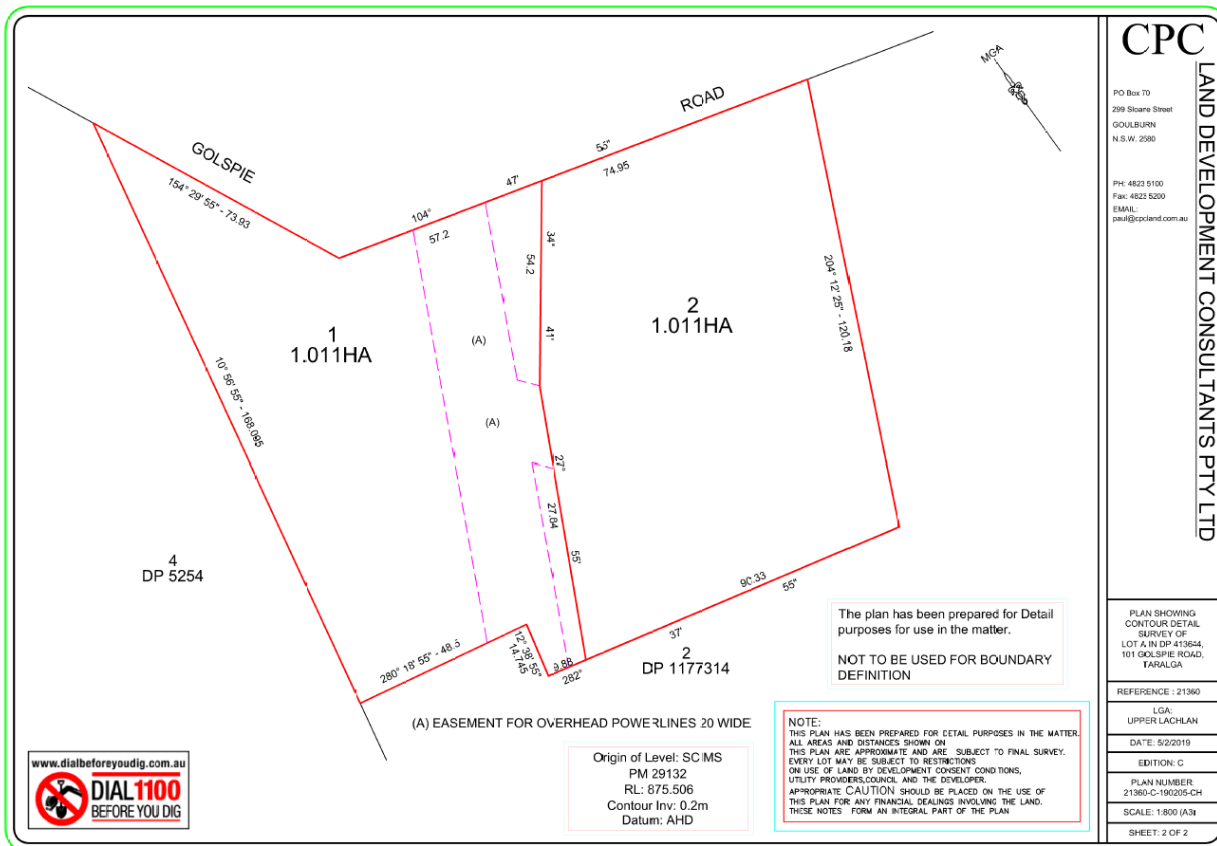 GOLSPIE
ROAD
154° 29' 55" - 73.93
104°
47'
55"
57.2
74.95
34°
54.2
41'
204° 12' 25" - 120.18
10° 56' 55" - 168.095
1
1.011HA
2
1.011HA
(A)
(A)
27°
27.84
55'
90.33
37'
55"
280° 18' 55" - 48.5
12° 38' 55"
14.745
9.88
282°
4
DP 5254
2
DP 1177314
(A) EASEMENT FOR OVERHEAD POWERLINES 20 WIDE
MGA
The plan has been prepared for Detail
purposes for use in the matter.
NOT TO BE USED FOR BOUNDARY
DEFINITION
NOTE:
THIS PLAN HAS BEEN PREPARED FOR DETAIL PURPOSES IN THE MATTER.
ALL AREAS AND DISTANCES SHOWN ON
THIS PLAN ARE APPROXIMATE AND ARE SUBJECT TO FINAL SURVEY.
EVERY LOT MAY BE SUBJECT TO RESTRICTIONS
ON USE OF LAND BY DEVELOPMENT CONSENT CONDITIONS,
UTILITY PROVIDERS,COUNCIL AND THE DEVELOPER.
APPROPRIATE CAUTION SHOULD BE PLACED ON THE USE OF
THIS PLAN FOR ANY FINANCIAL DEALINGS INVOLVING THE LAND.
THESE NOTES FORM AN INTEGRAL PART OF THE PLAN
Origin of Level: SCIMS
PM 29132
RL: 875.506
Contour Inv: 0.2m
Datum: AHD
www.dialbeforeyoudig.com.au
DIAL1100
BEFORE YOU DIG
CPC
LAND DEVELOPMENT CONSULTANTS PTY LTD
PO Box 70
299 Sloane Street
GOULBURN
N.S.W. 2580
PH: 4823 5100
Fax: 4823 5200
EMAIL:
paul@cpcland.com.au
PLAN SHOWING
CONTOUR DETAIL
SURVEY OF
LOT A IN DP 413644,
101 GOLSPIE ROAD,
TARALGA
REFERENCE : 21360
LGA:
UPPER LACHLAN
DATE: 5/2/2019
EDITION: C
PLAN NUMBER
21360-C-190205-CH
SCALE: 1:800 (A3)
SHEET: 2 OF 2